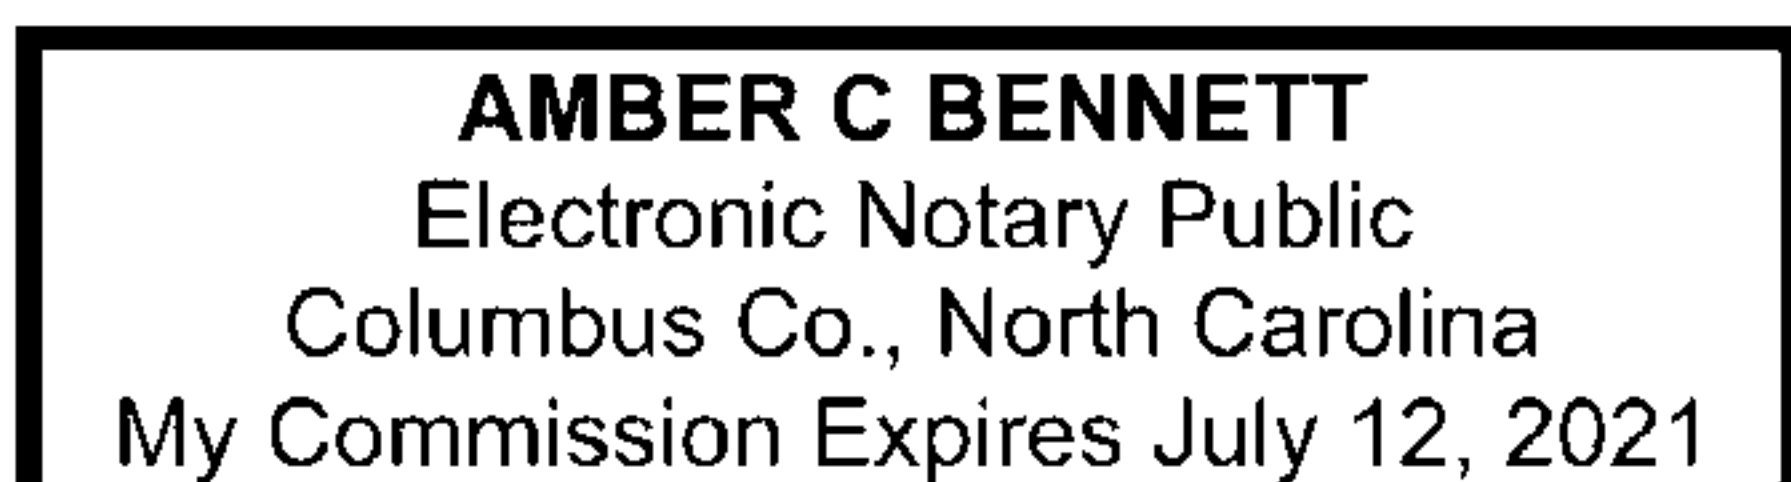 AMBER C BENNETT
Electronic Notary Public
Columbus Co., North Carolina
My Commission Expires July 12, 2021